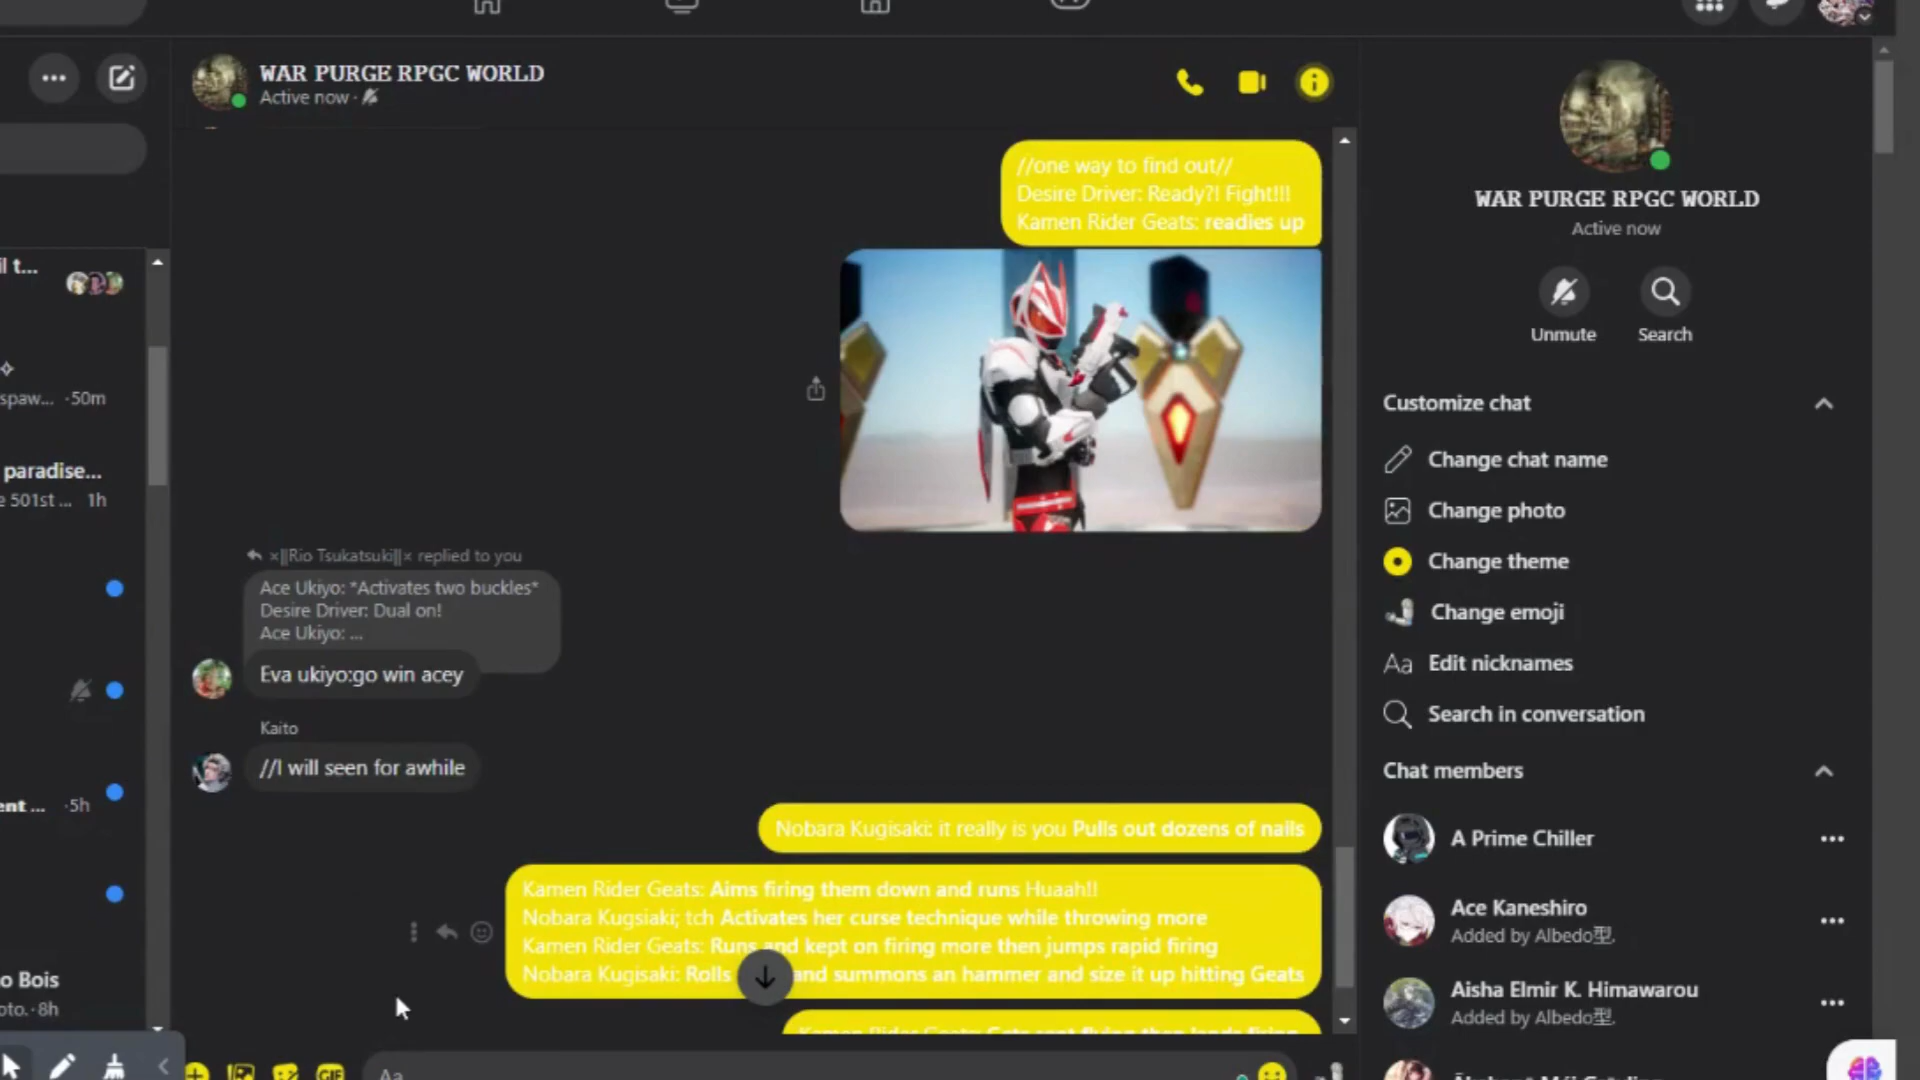 WAR PURGE RPGC WORLD
Active now ·
//one way to find out//
Desire Driver: Ready?! Fight!!!
Kamen Rider Geats: readies up
il t...
spaw... ·50m
paradise...
e 501st ... 1h
ent ... ·5h
o Bois
oto.·8h
×||Rio Tsukatsuki||× replied to you
Ace Ukiyo: *Activates two buckles*
Desire Driver: Dual on!
Ace Ukiyo: ...
Eva ukiyo:go win acey
Kaito
//I will seen for awhile
Nobara Kugisaki: it really is you Pulls out dozens of nails
Kamen Rider Geats: Aims firing them down and runs Huaah!!
Nobara Kugsiaki; tch Activates her curse technique while throwing more
Kamen Rider Geats: Runs and kept on firing more then jumps rapid firing
Nobara Kugisaki: Rolls and summons an hammer and size it up hitting Geats
GIF
Aa
WAR PURGE RPGC WORLD
Active now
Unmute
Search
Customize chat
Change chat name
Change photo
Change theme
Change emoji
Aa Edit nicknames
Search in conversation
Chat members
A Prime Chiller
Ace Kaneshiro
Added by Albedo型.
Aisha Elmir K. Himawarou
Added by Albedo型.